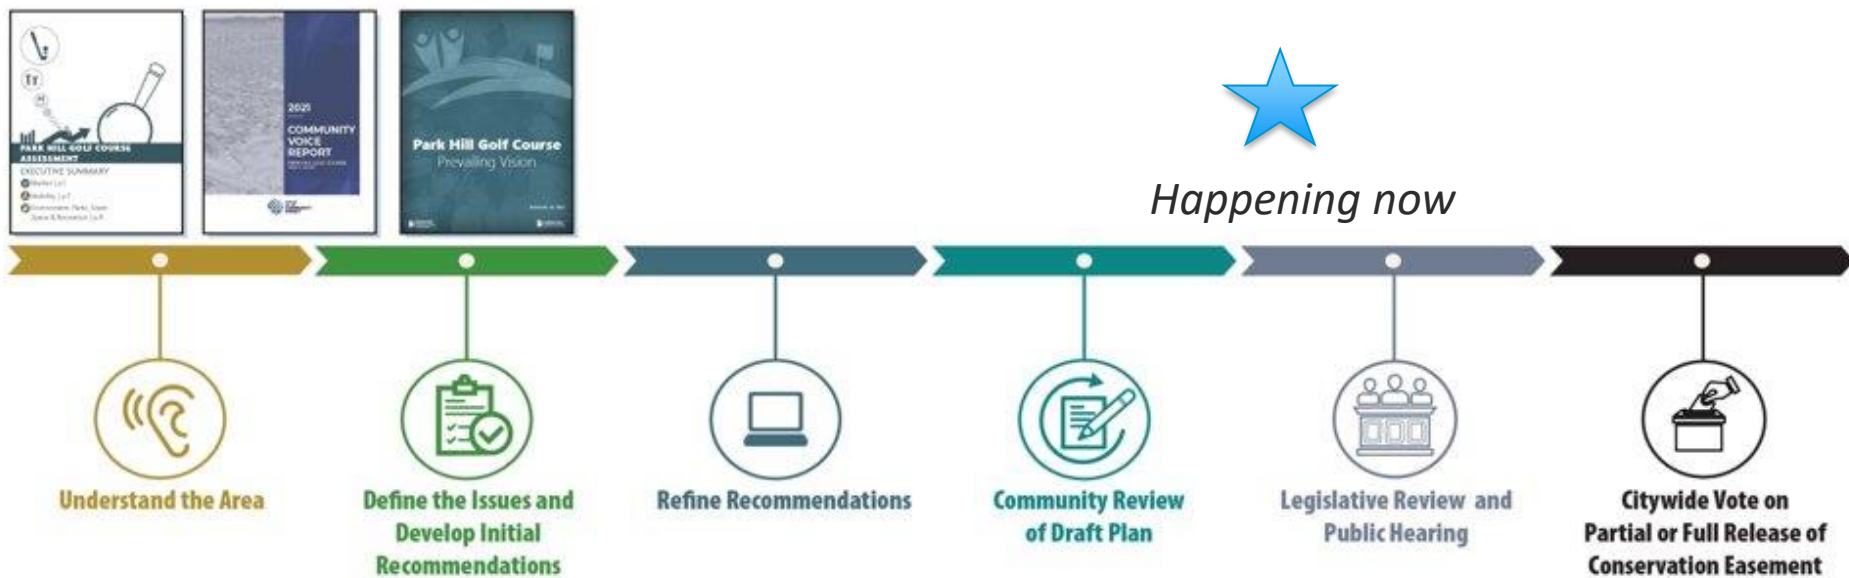 PARK HILL GOLF COURSE
ASSESSMENT
EXECUTIVE SUMMARY
2021
COMMUNITY
VOICE
REPORT
Park Hill Golf Course
Prevailing Vision
Happening now
Understand the Area
Define the Issues and
Develop Initial
Recommendations
Refine Recommendations
Community Review
of Draft Plan
Legislative Review and
Public Hearing
Citywide Vote on
Partial or Full Release of
Conservation Easement